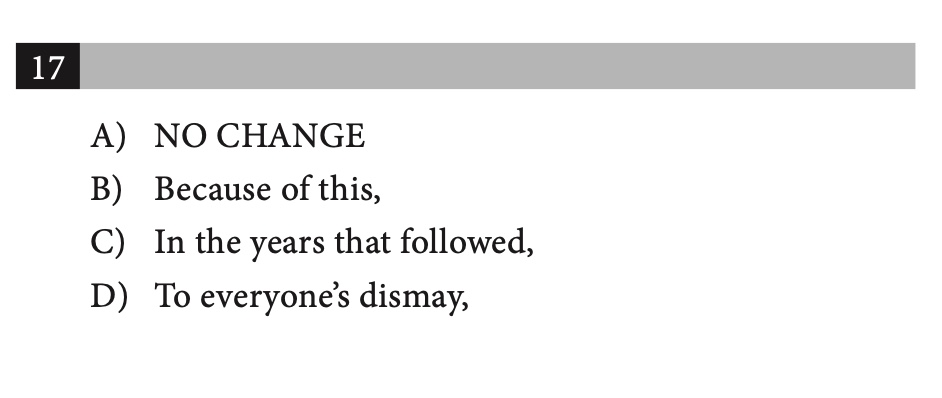 17
A) NO CHANGE
B) Because of this,
C) In the years that followed,
D) To everyone’s dismay,